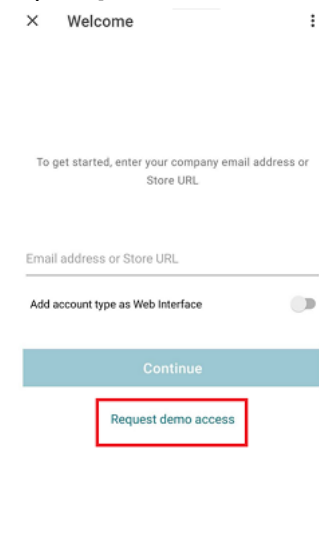 Welcome
To get started, enter your company email address or
Store URL
Email address or Store URL
Add account type as Web Interface
Continue
Request demo access